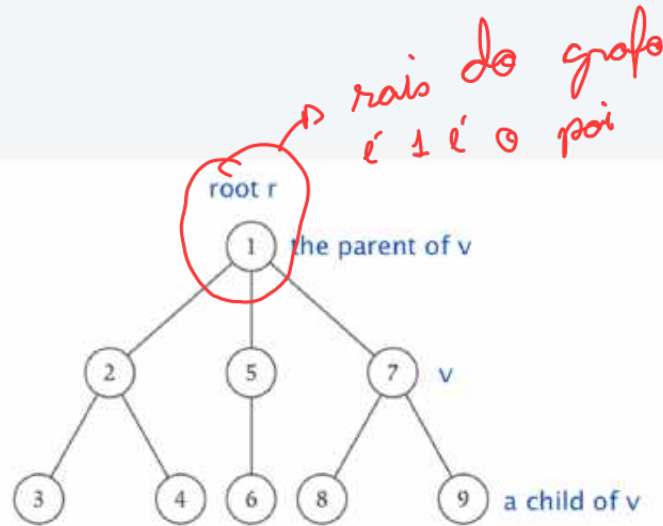 rais do grafo
é 1 é o pai
root r
1 the parent of v
2 5 7 v
3 4 6 8 9 a child of v